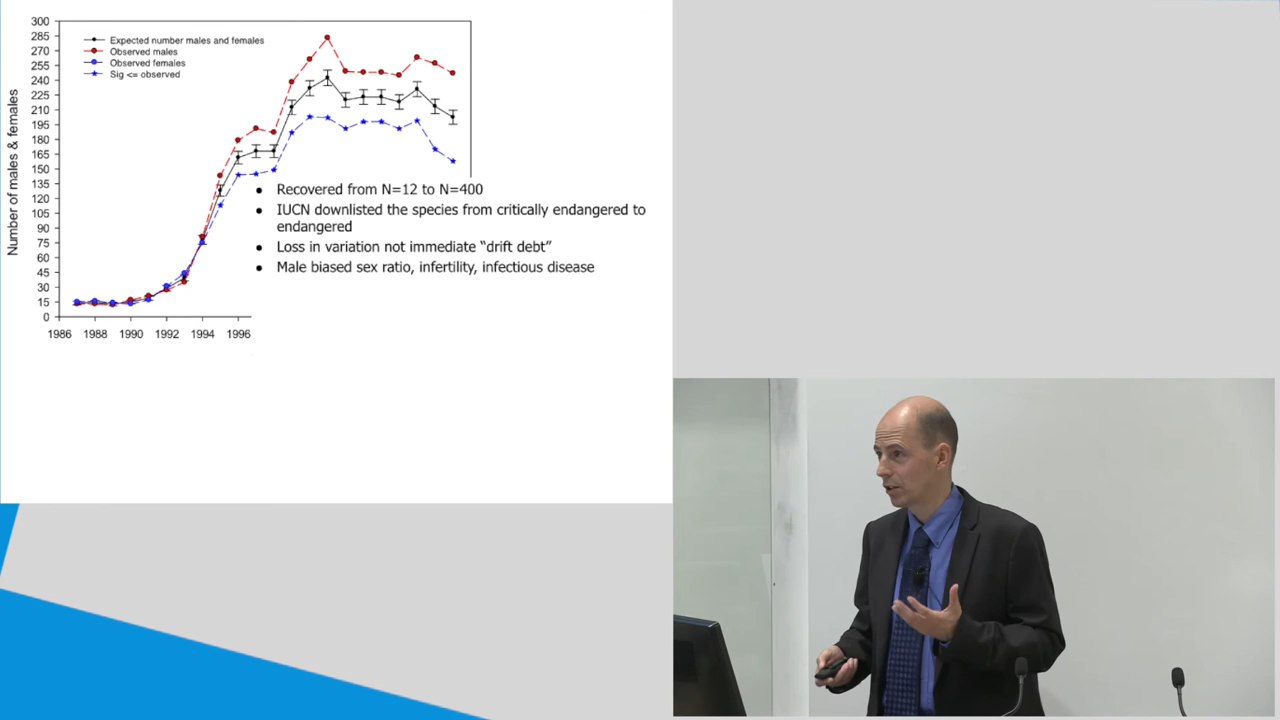 300
285
270
255
240
225
210
195
180
165
150
135
120
105
90
75
60
45
30
15
0
Number of males & females
Expected number males and females
Observed males
Observed females
Sig <= observed
1986 1988 1990 1992 1994 1996
● Recovered from N=12 to N=400
● IUCN downlisted the species from critically endangered to
endangered
● Loss in variation not immediate “drift debt”
● Male biased sex ratio, infertility, infectious disease